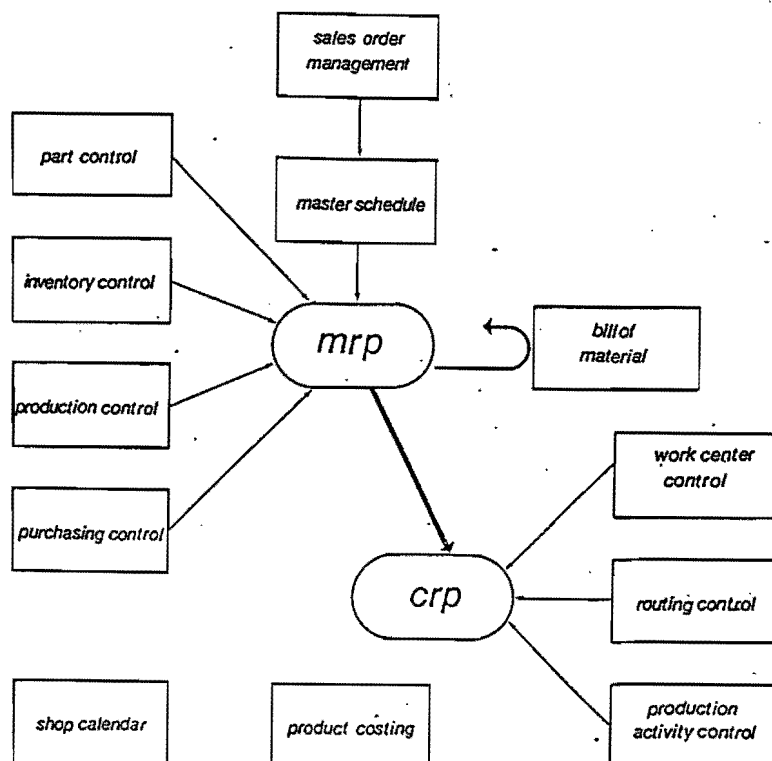 sales order
management
part control
master schedule
inventory control
mrp
bill of
material
production control
work center
control
purchasing control
crp
routing control
shop calendar
product costing
production
activity control